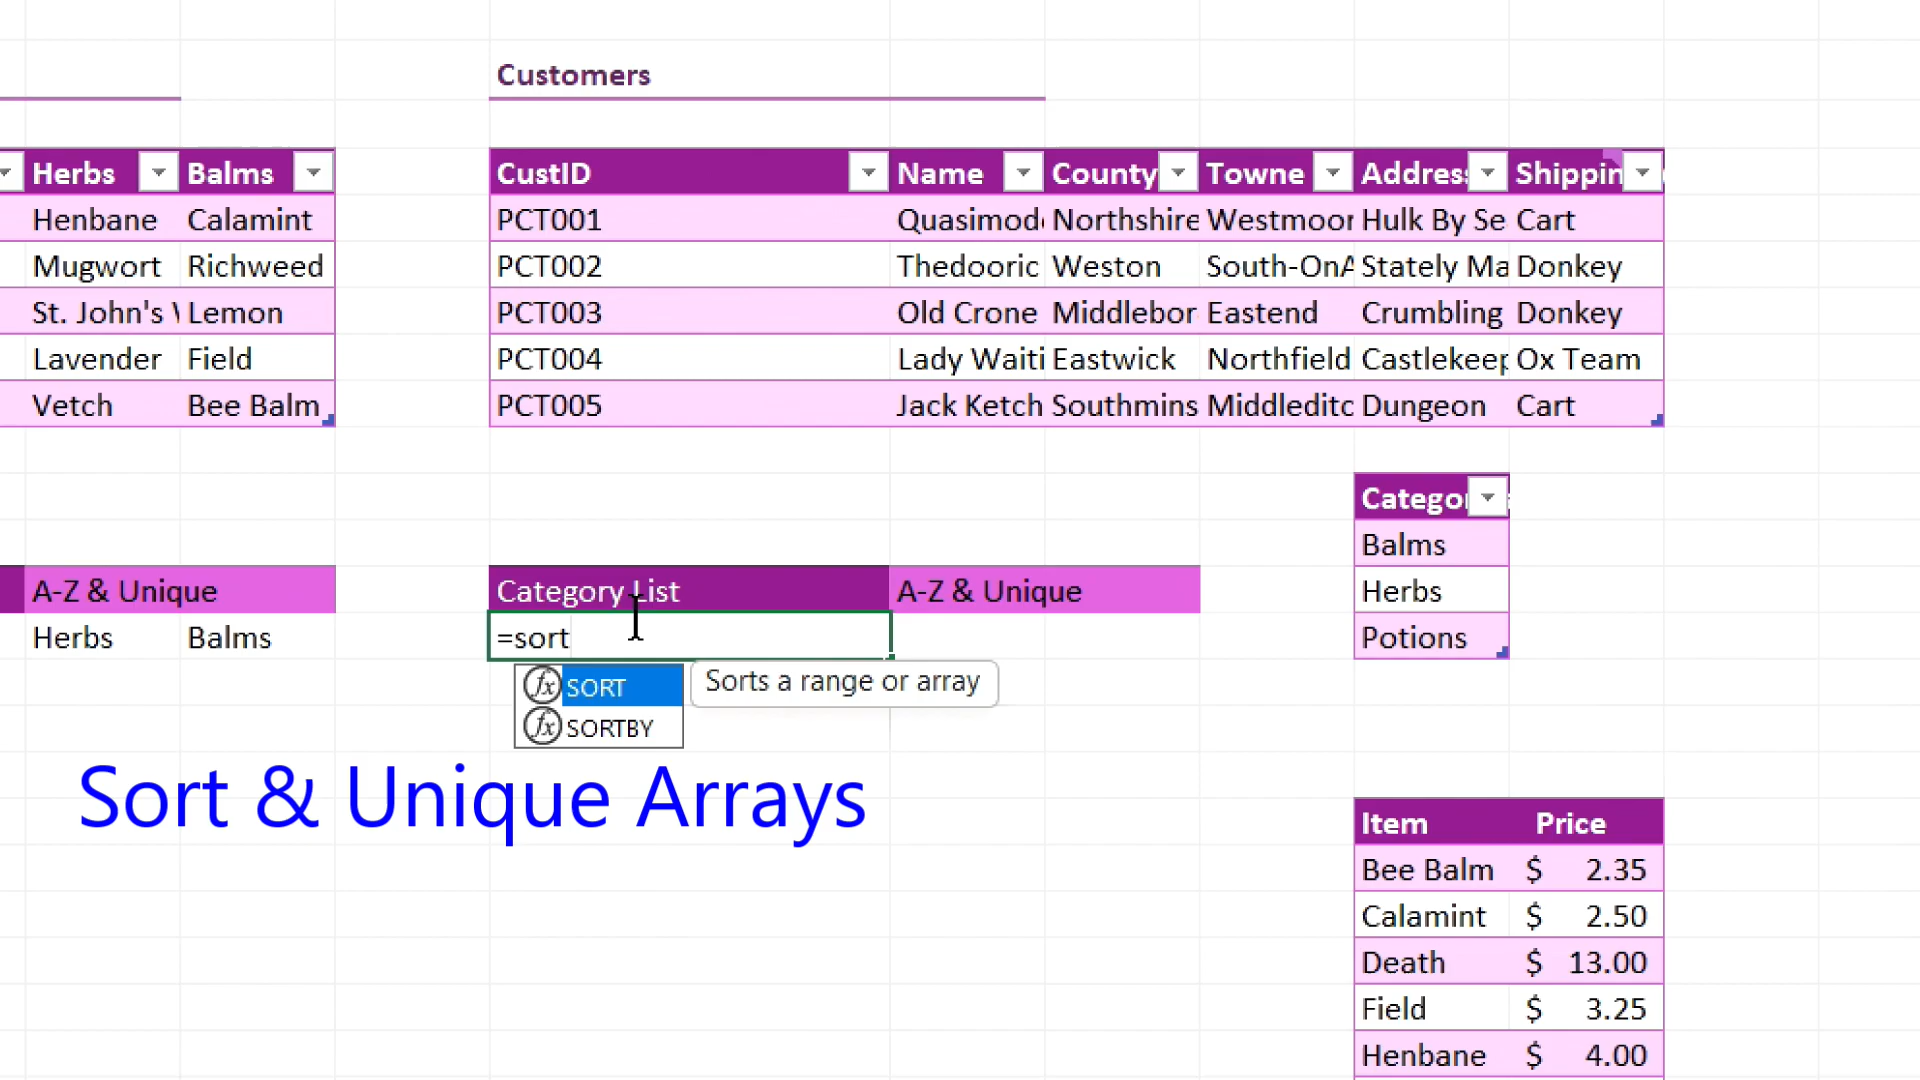 Customers
Herbs Balms CustID Name County Towne Address Shippin
Henbane Calamint PCT001 Quasimod Northshire Westmoor Hulk By Se Cart
Mugwort Richweed PCT002 Thedooric Weston South-OnA Stately Ma Donkey
St. John's Lemon PCT003 Old Crone Middlebor Eastend Crumbling Donkey
Lavender Field PCT004 Lady Waiti Eastwick Northfield Castlekeep Ox Team
Vetch Bee Balm PCT005 Jack Ketch Southmins Middleditc Dungeon Cart
Catego
Balms
A-Z & Unique Category List A-Z & Unique Herbs
Herbs Balms =sort Potions
SORT Sorts a range or array
SORTBY
Sort & Unique Arrays
Item Price
Bee Balm $ 2.35
Calamint $ 2.50
Death $ 13.00
Field $ 3.25
Henbane $ 4.00